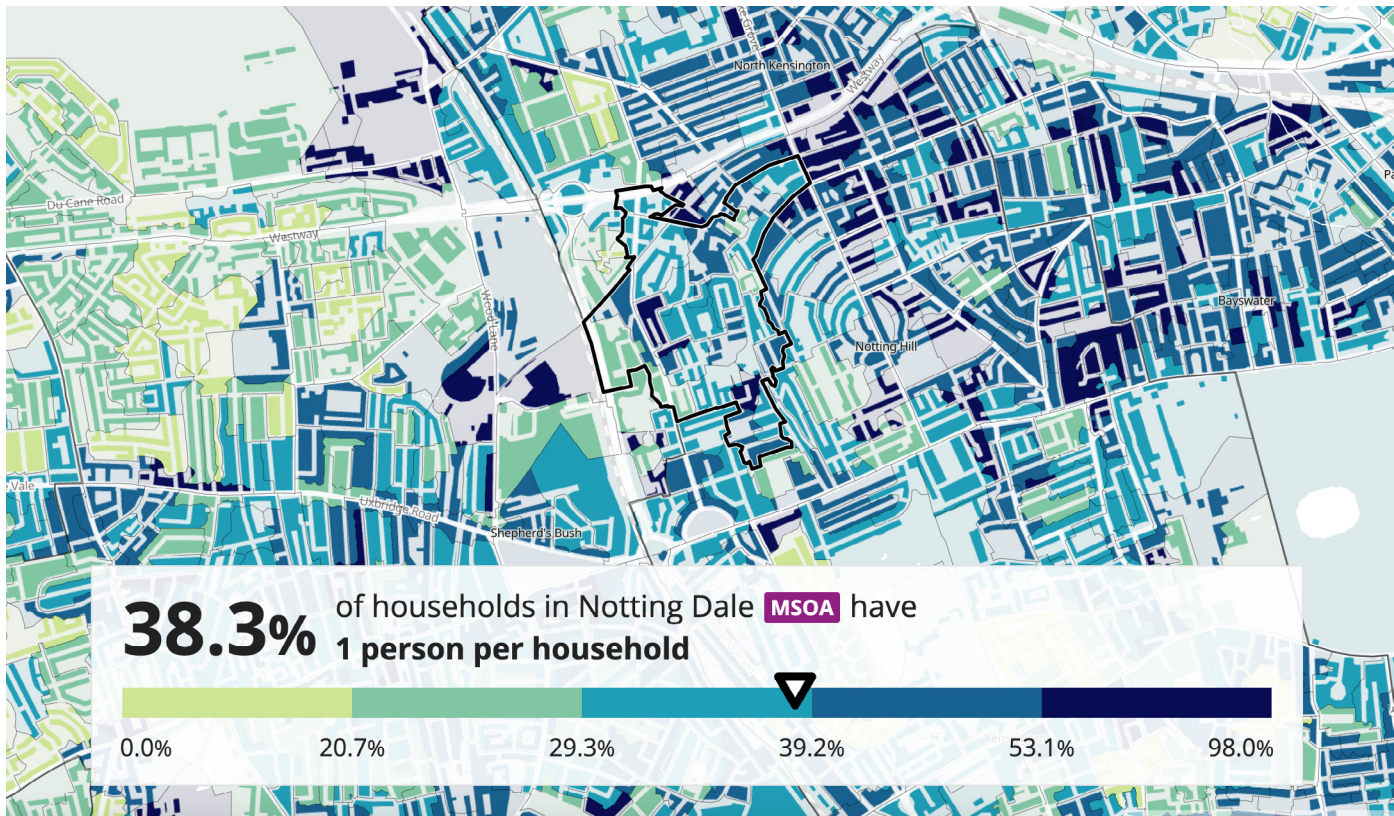 North Kensington
Westway
Du Cane Road
Westway
Wood Lane
Bayswater
Notting Hill
Vale
Uxbridge Road
Shepherd's Bush
38.3% of households in Notting Dale MSOA have
1 person per household
0.0% 20.7% 29.3% 39.2% 53.1% 98.0%